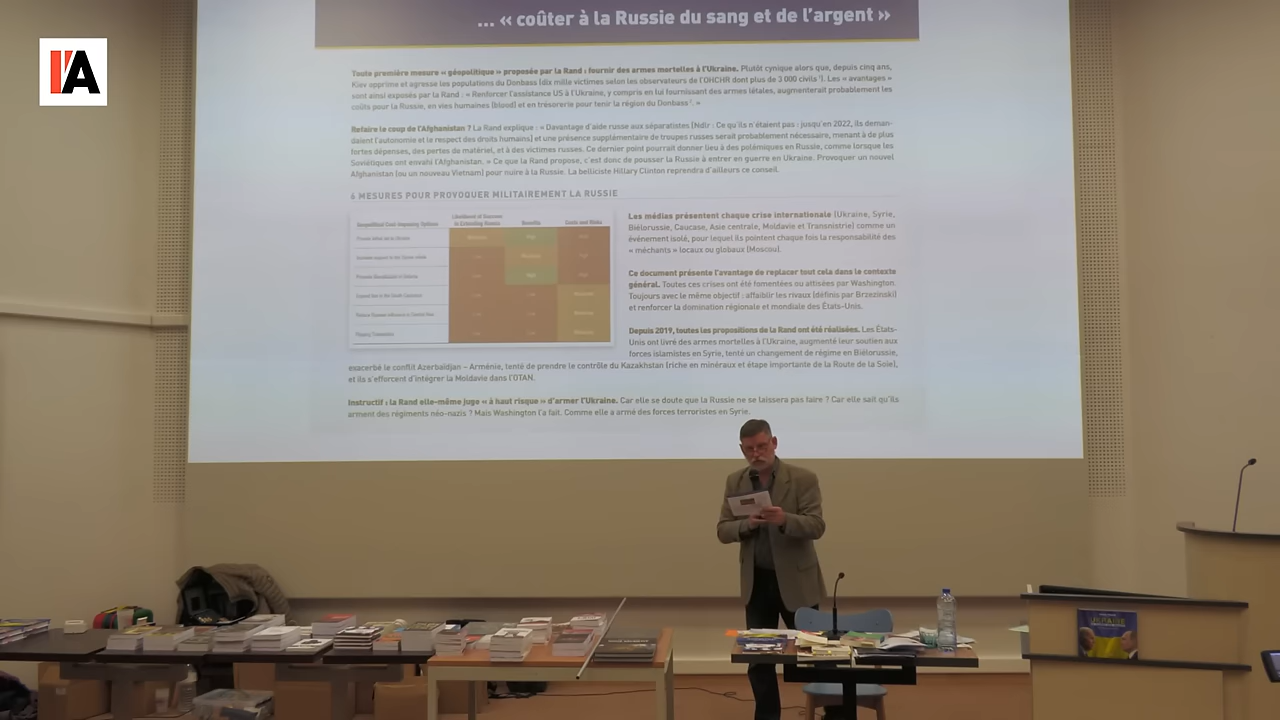 IA
... « coûter à la Russie du sang et de l'argent »
Toute première mesure « géopolitique » proposée par la Rand : fournir des armes mortelles à l'Ukraine. Plutôt cynique alors que, depuis cinq ans,
Kiev opprime et agresse les populations du Donbass (dix mille victimes selon les observateurs de l'OHCHR dont plus de 3 000 civils ). Les « avantages »
sont ainsi exposés par la Rand : « Renforcer l'assistance US à l'Ukraine, y compris en lui fournissant des armes létales, augmenterait probablement les
coûts pour la Russie, en vies humaines (blood) et en trésorerie pour tenir la région du Donbass . »
Refaire le coup de l'Afghanistan ? La Rand explique : « Davantage d'aide russe aux séparatistes [Ndlr : Ce qu'ils n'étaient pas : jusqu'en 2022, ils deman-
daient l'autonomie et le respect des droits humains] et une présence supplémentaire de troupes russes serait probablement nécessaire, menant à de plus
fortes dépenses, des pertes de matériel, et à des victimes russes. Ce dernier point pourrait donner lieu à des polémiques en Russie, comme lorsque les
Soviétiques ont envahi l'Afghanistan. » Ce que la Rand propose, c'est donc de pousser la Russie à entrer en guerre en Ukraine. Provoquer un nouvel
Afghanistan (ou un nouveau Vietnam) pour nuire à la Russie. La belliciste Hillary Clinton reprendra d'ailleurs ce conseil.
6 MESURES POUR PROVOQUER MILITAIREMENT LA RUSSIE
Likelihood of Success
in Extending Russia
Benefits
Costs and Risks
Les médias présentent chaque crise internationale (Ukraine, Syrie,
Biélorussie, Caucase, Asie centrale, Moldavie et Transnistrie) comme un
événement isolé, pour lequel ils pointent chaque fois la responsabilité des
« méchants » locaux ou globaux (Moscou).
Ce document présente l'avantage de replacer tout cela dans le contexte
général. Toutes ces crises ont été fomentées ou attisées par Washington.
Toujours avec le même objectif : affaiblir les rivaux (définis par Brzezinski)
et renforcer la domination régionale et mondiale des États-Unis.
Depuis 2019, toutes les propositions de la Rand ont été réalisées. Les États-
Unis ont livré des armes mortelles à l'Ukraine, augmenté leur soutien aux
forces islamistes en Syrie, tenté un changement de régime en Biélorussie,
exacerbé le conflit Azerbaïdjan – Arménie, tenté de prendre le contrôle du Kazakhstan (riche en minéraux et étape importante de la Route de la Soie),
et ils s'efforcent d'intégrer la Moldavie dans l'OTAN.
Instructif : la Rand elle-même juge « à haut risque » d'armer l'Ukraine. Car elle se doute que la Russie ne se laissera pas faire ? Car elle sait qu'ils
arment des régiments néo-nazis ? Mais Washington l'a fait. Comme elle a armé des forces terroristes en Syrie.